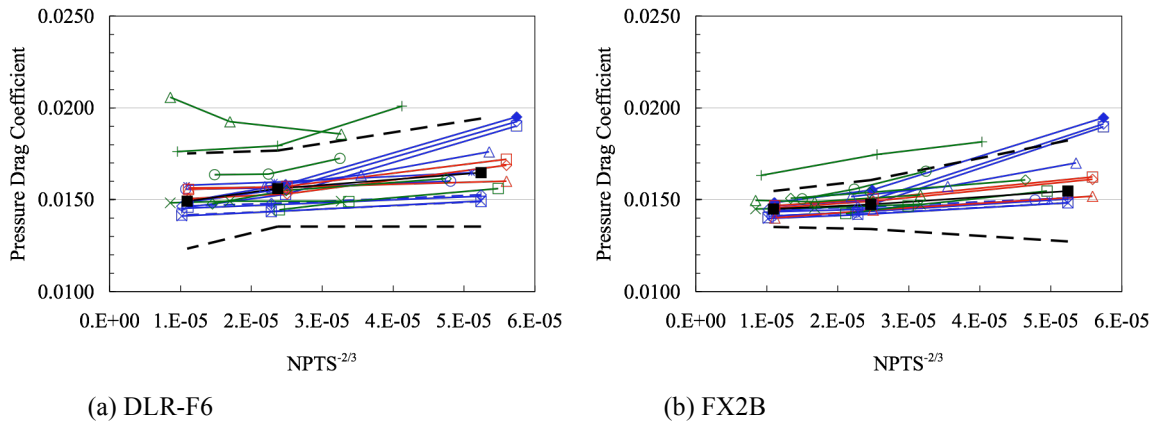 0.0250
0.0200
0.0150
0.0100
Pressure Drag Coefficient
0.E+00 1.E-05 2.E-05 3.E-05 4.E-05 5.E-05 6.E-05
NPTS-2/3
(a) DLR-F6
0.0250
0.0200
0.0150
0.0100
Pressure Drag Coefficient
0.E+00 1.E-05 2.E-05 3.E-05 4.E-05 5.E-05 6.E-05
NPTS-2/3
(b) FX2B